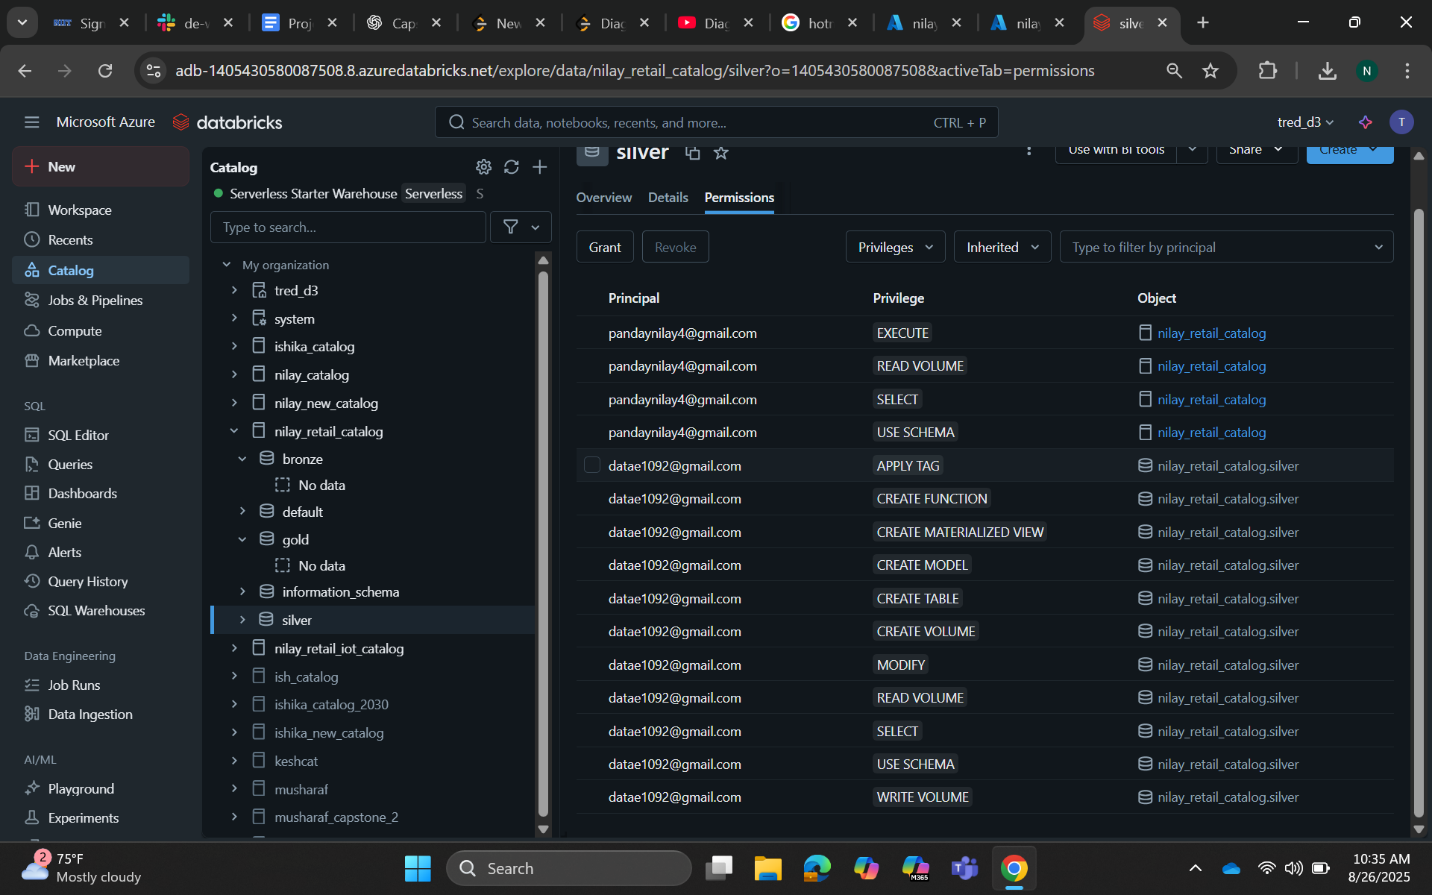 Sign
de-v
Proj
Cap
New
Diag
Diag
hotr
nilay
nila
silve
adb-1405430580087508.8.azuredatabricks.net/explore/data/nilay_retail_catalog/silver?o=1405430580087508&activeTab=permissions
N
Microsoft Azure databricks
Search data, notebooks, recents, and more... CTRL + P
tred_d3
T
New
Workspace
Recents
Catalog
Jobs & Pipelines
Compute
Marketplace
SQL
SQL Editor
Queries
Dashboards
Genie
Alerts
Query History
SQL Warehouses
Data Engineering
Job Runs
Data Ingestion
AI/ML
Playground
Experiments
Catalog
Serverless Starter Warehouse Serverless S
Type to search...
My organization
tred_d3
system
ishika_catalog
nilay_catalog
nilay_new_catalog
nilay_retail_catalog
bronze
No data
default
gold
No data
information_schema
silver
nilay_retail_iot_catalog
ish_catalog
ishika_catalog_2030
ishika_new_catalog
keshcat
musharaf
musharaf_capstone_2
silver
Use with BI tools Share Create
Overview Details Permissions
Grant Revoke Privileges Inherited Type to filter by principal
Principal Privilege Object
pandaynilay4@gmail.com EXECUTE nilay_retail_catalog
pandaynilay4@gmail.com READ VOLUME nilay_retail_catalog
pandaynilay4@gmail.com SELECT nilay_retail_catalog
pandaynilay4@gmail.com USE SCHEMA nilay_retail_catalog
datae1092@gmail.com APPLY TAG nilay_retail_catalog.silver
datae1092@gmail.com CREATE FUNCTION nilay_retail_catalog.silver
datae1092@gmail.com CREATE MATERIALIZED VIEW nilay_retail_catalog.silver
datae1092@gmail.com CREATE MODEL nilay_retail_catalog.silver
datae1092@gmail.com CREATE TABLE nilay_retail_catalog.silver
datae1092@gmail.com CREATE VOLUME nilay_retail_catalog.silver
datae1092@gmail.com MODIFY nilay_retail_catalog.silver
datae1092@gmail.com READ VOLUME nilay_retail_catalog.silver
datae1092@gmail.com SELECT nilay_retail_catalog.silver
datae1092@gmail.com USE SCHEMA nilay_retail_catalog.silver
datae1092@gmail.com WRITE VOLUME nilay_retail_catalog.silver
2
75°F
Mostly cloudy
Search
M365
10:35 AM
8/26/2025